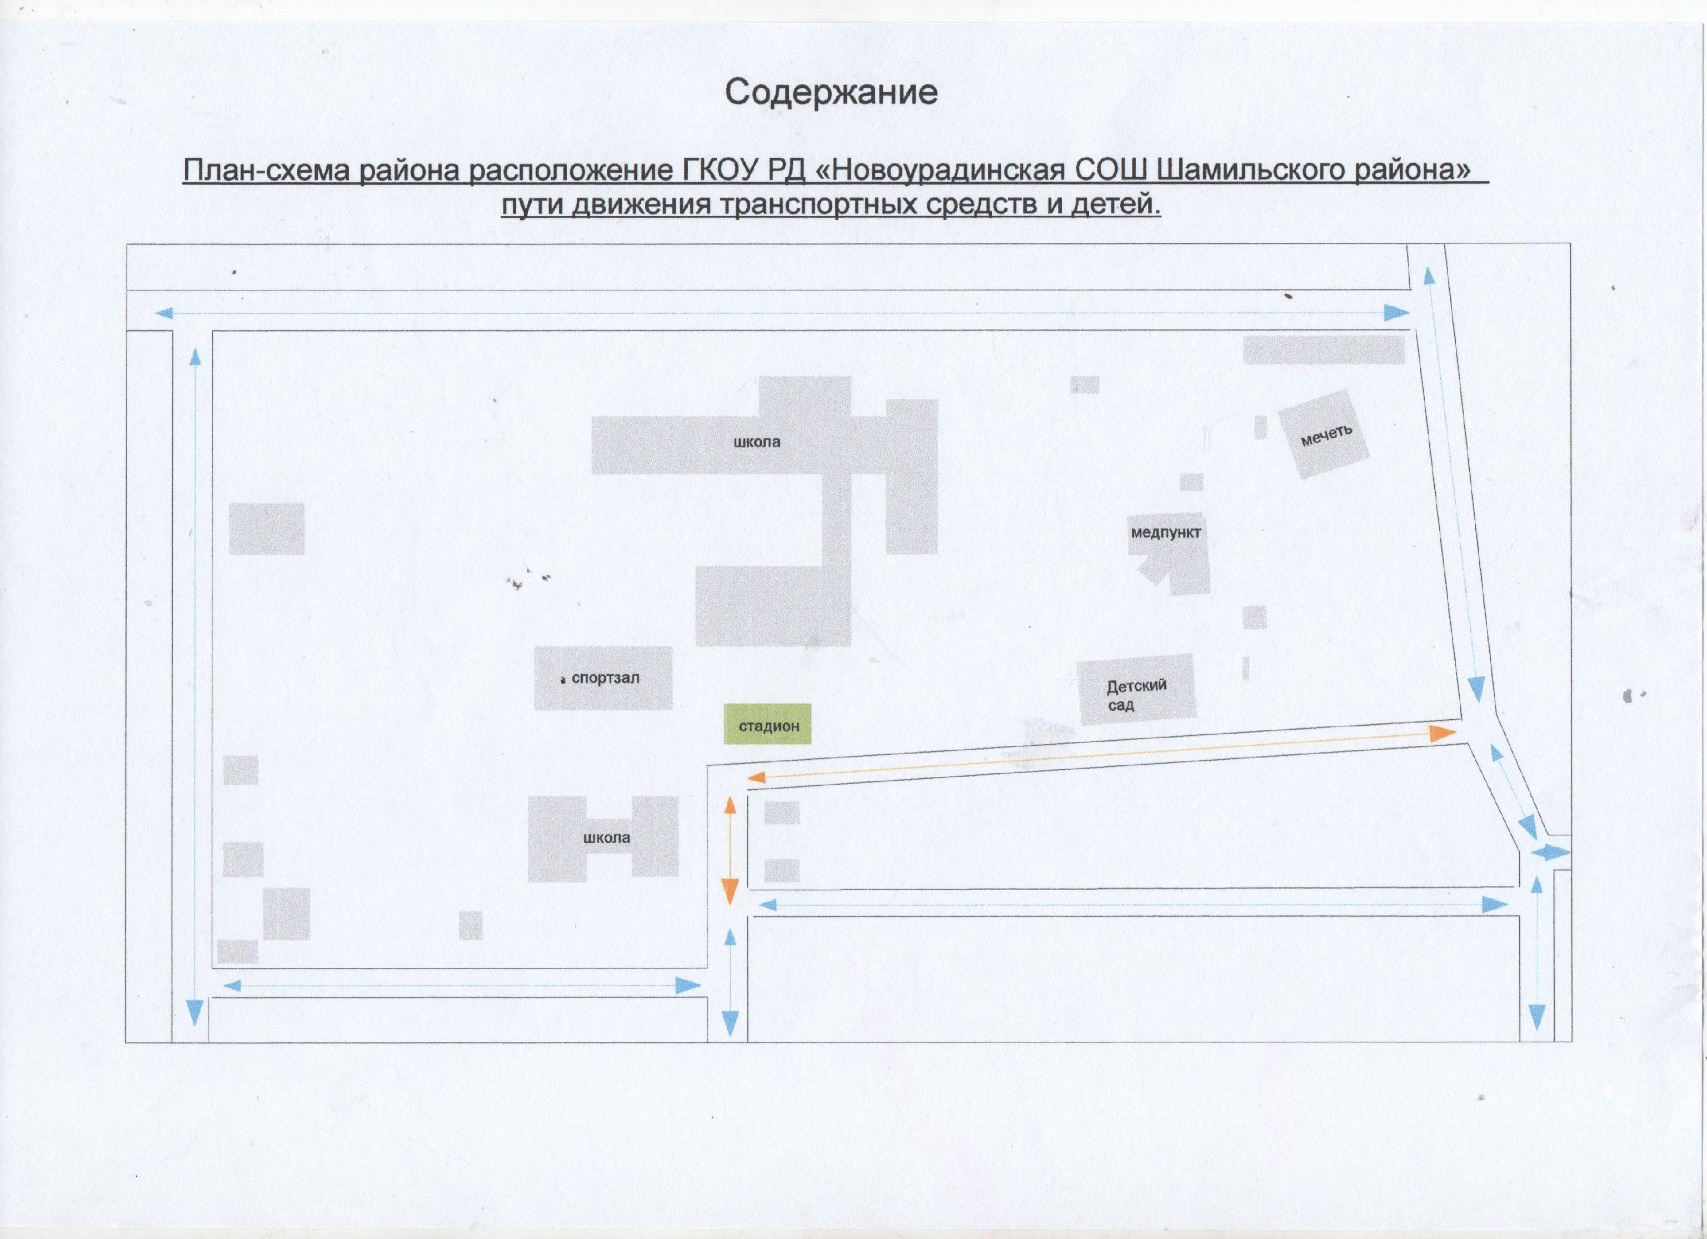 Содержание
План-схема района расположение ГКОУ РД «Новоурадинская СОШ Шамильского района»
пути движения транспортных средств и детей.
школа
мечеть
медпункт
спортзал
Детский
сад
стадион
школа